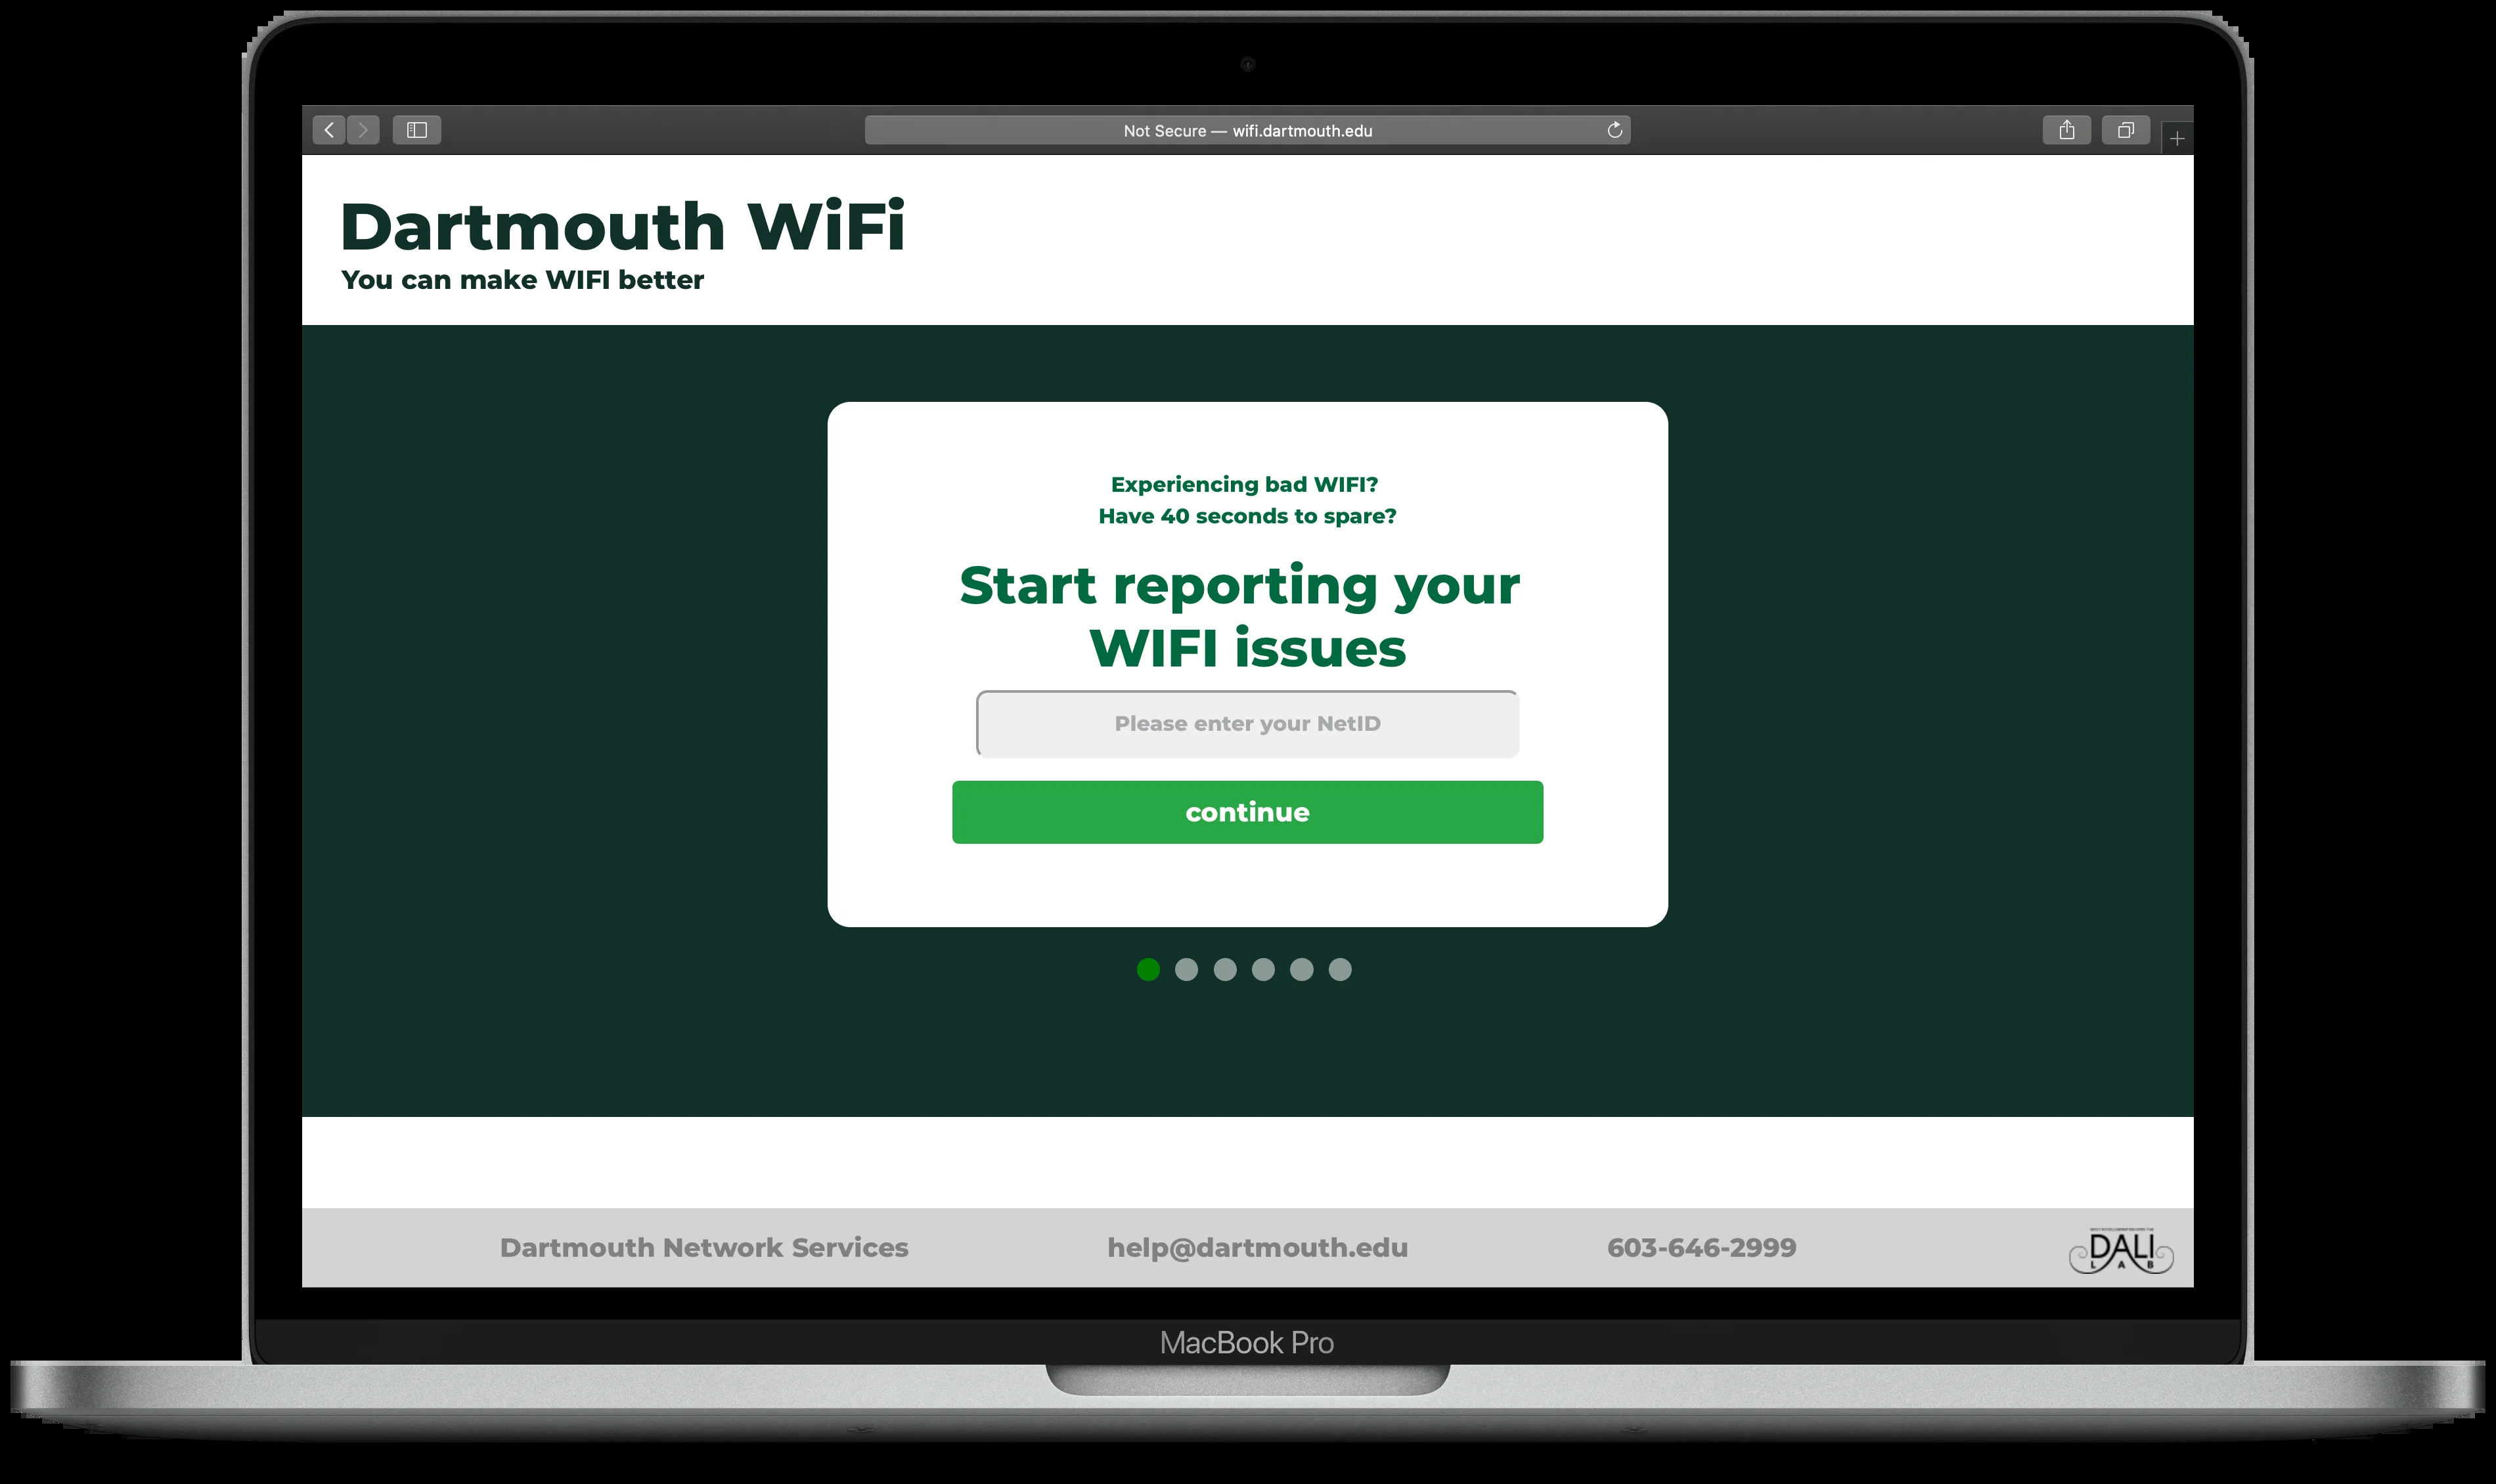 Not Secure — wifi.dartmouth.edu
Dartmouth WiFi
You can make WIFI better
Experiencing bad WIFI?
Have 40 seconds to spare?
Start reporting your
WIFI issues
Please enter your NetID
continue
Dartmouth Network Services help@dartmouth.edu 603-646-2999
DALI
LAB
MacBook Pro